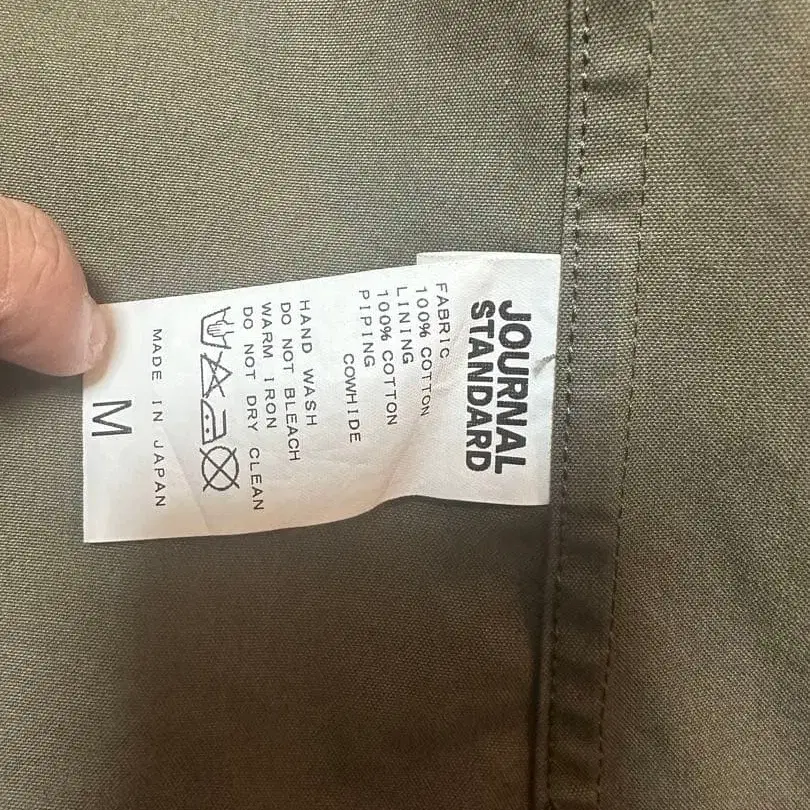 JOURNAL
STANDARD
FABRIC
100% COTTON
LINING
100% COTTON
PIPING
COWHIDE
HAND WASH
DO NOT BLEACH
WARM IRON
DO NOT DRY CLEAN
MADE IN JAPAN
M